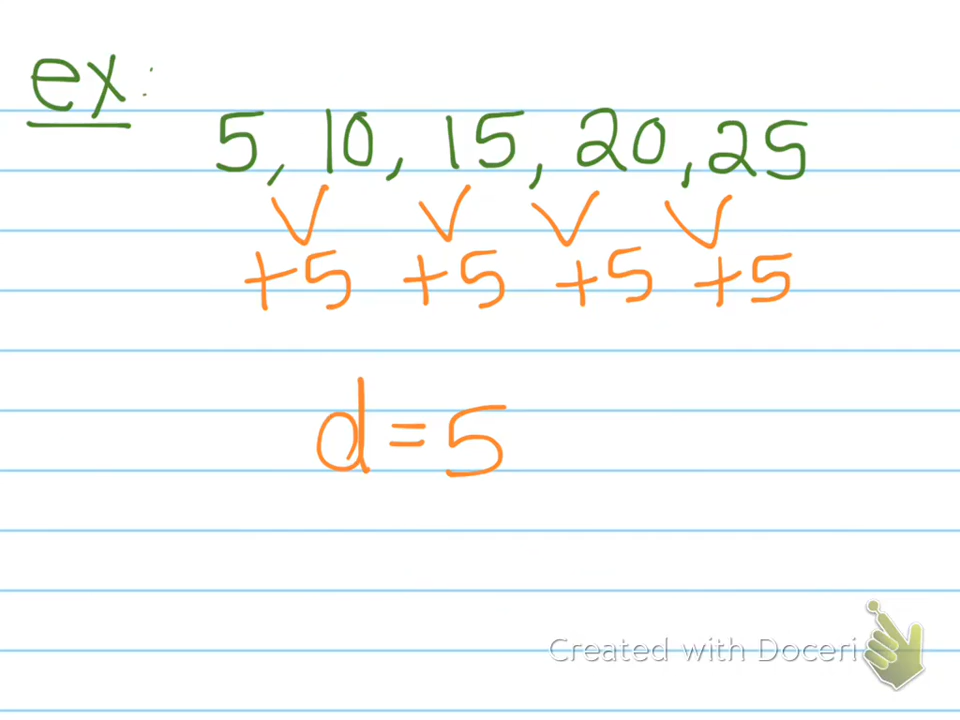 ex:
5, 10, 15, 20, 25
+5 +5 +5 +5
d=5
Created with Doceri